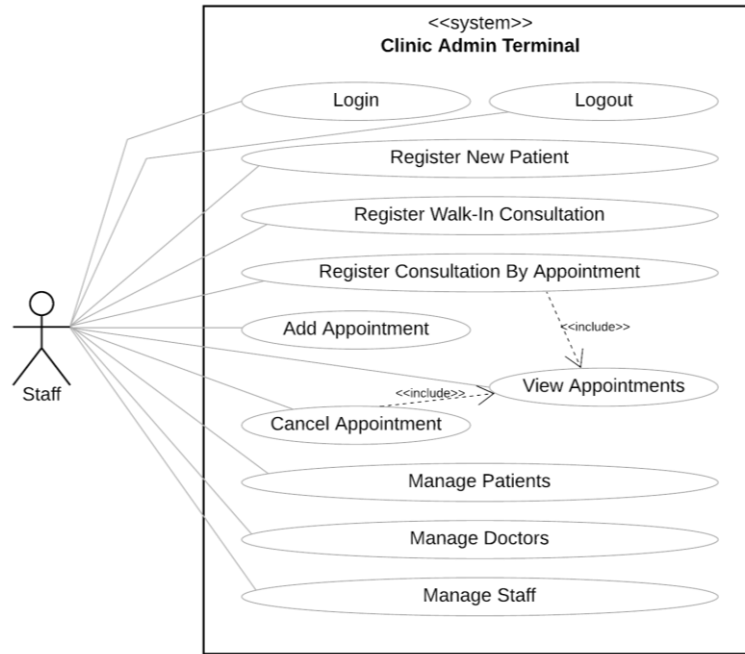 <<system>>
Clinic Admin Terminal
Login
Logout
Register New Patient
Register Walk-In Consultation
Register Consultation By Appointment
Add Appointment
<<include>>
View Appointments
<<include>>
Cancel Appointment
Staff
Manage Patients
Manage Doctors
Manage Staff